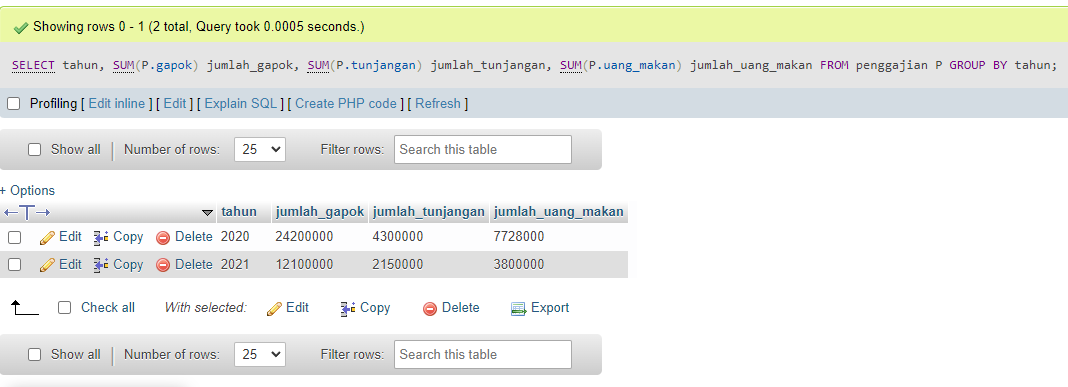 Showing rows 0 - 1 (2 total, Query took 0.0005 seconds.)
SELECT tahun, SUM(P.gapok) jumlah_gapok, SUM(P.tunjangan) jumlah_tunjangan, SUM(P.uang_makan) jumlah_uang_makan FROM penggajian P GROUP BY tahun;
Profiling [ Edit inline ] [ Edit ] [ Explain SQL ] [ Create PHP code ] [ Refresh ]
Show all | Number of rows: 25 Filter rows: Search this table
+ Options
←T→ tahun jumlah_gapok jumlah_tunjangan jumlah_uang_makan
Edit Copy Delete 2020 24200000 4300000 7728000
Edit Copy Delete 2021 12100000 2150000 3800000
Check all With selected: Edit Copy Delete Export
Show all | Number of rows: 25 Filter rows: Search this table